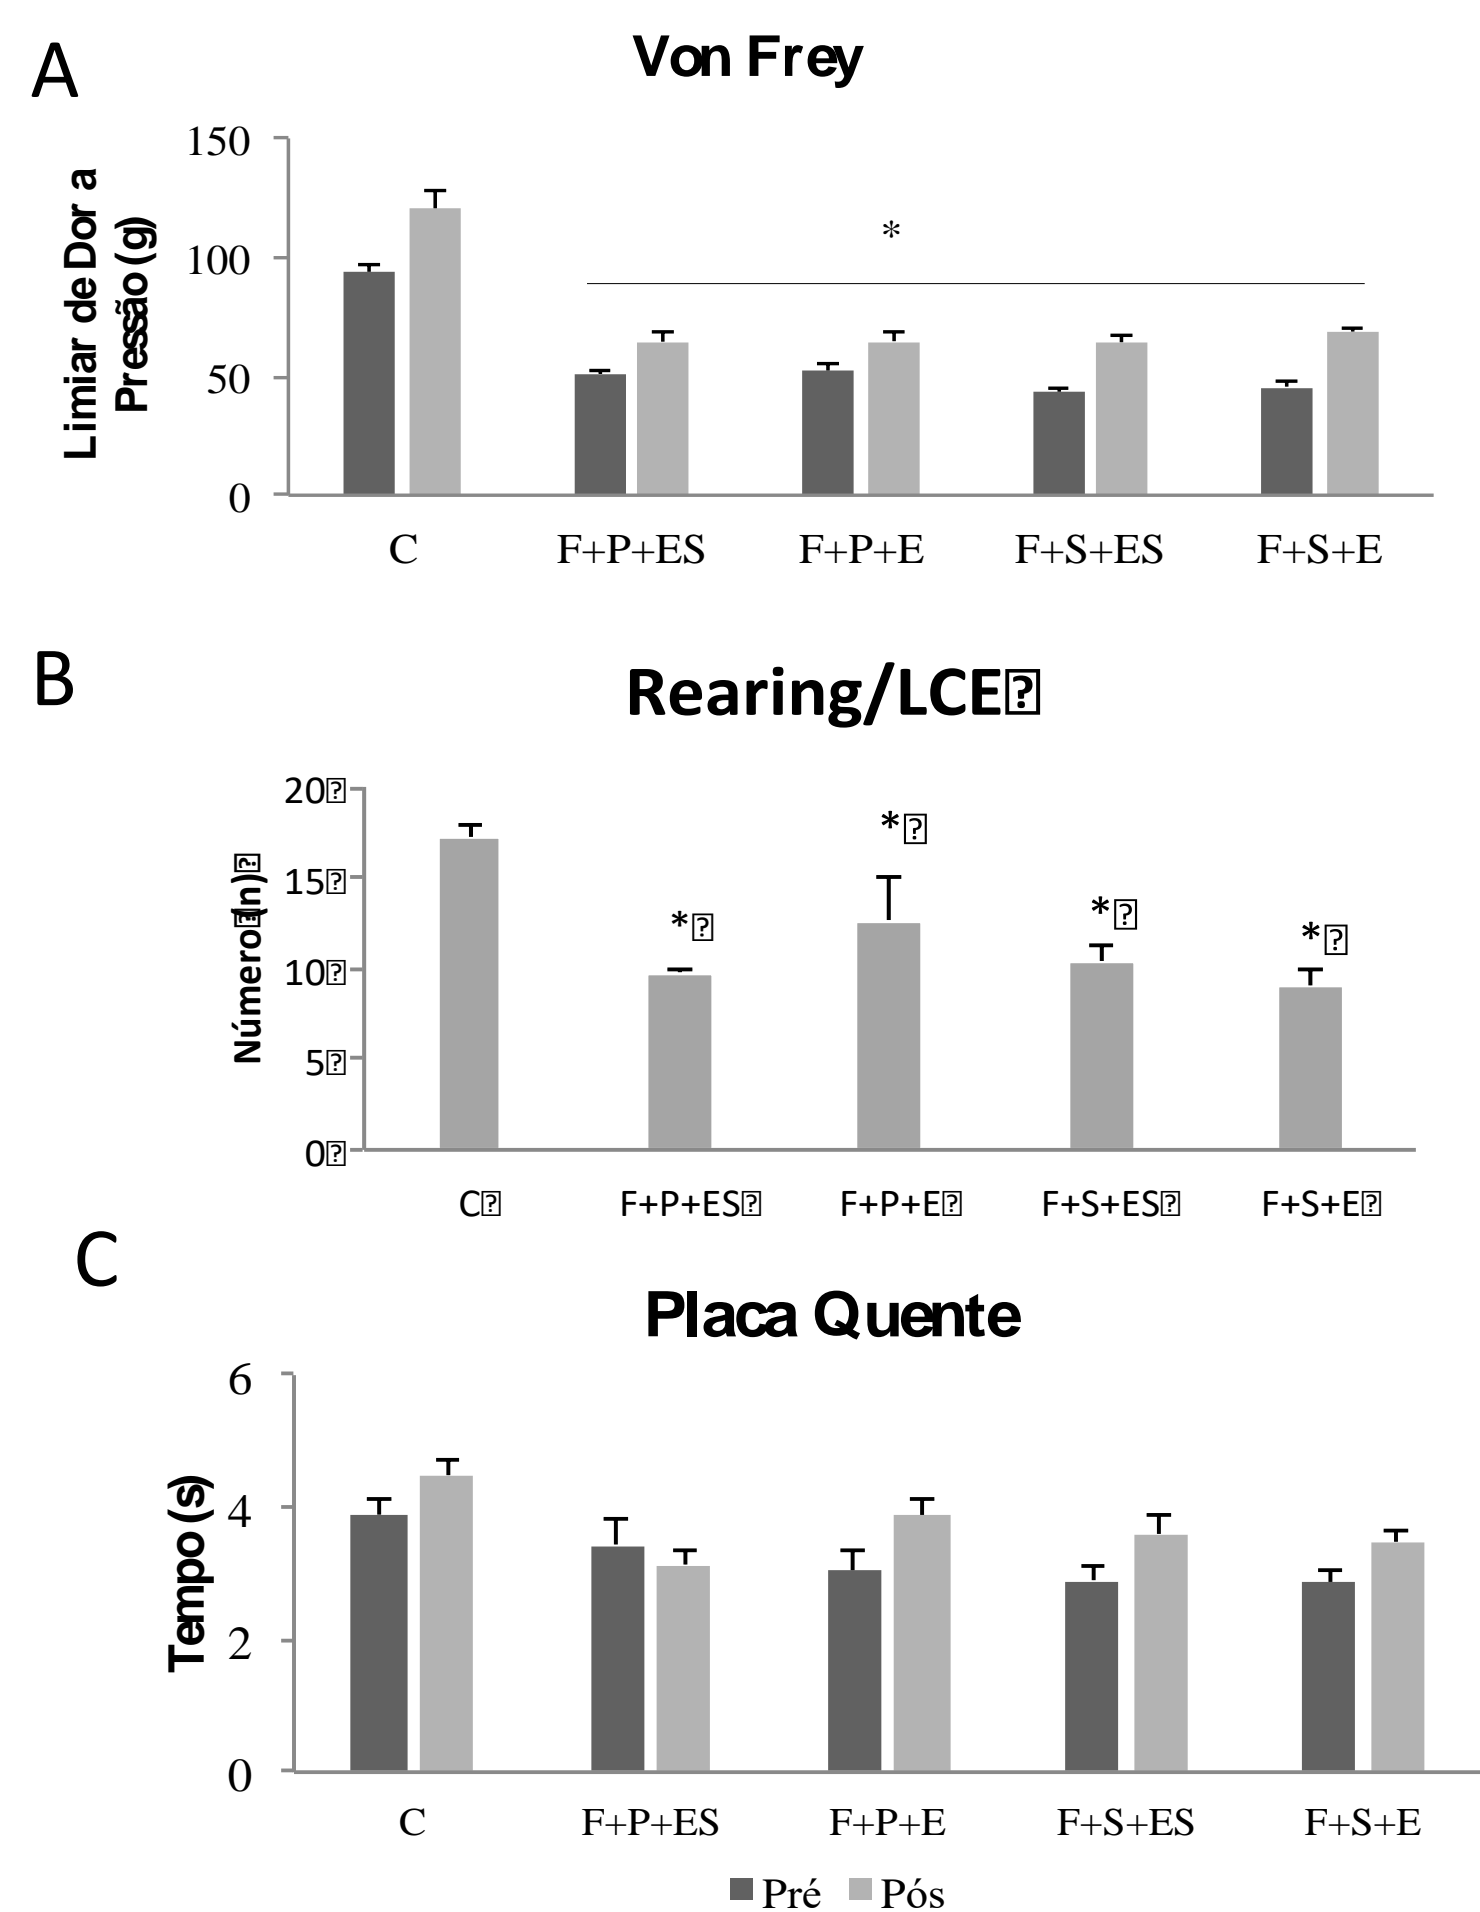 A
Von Frey
Limiar de Dor a
Pressão (g)
150
100
50
0
*
C F+P+ES F+P+E F+S+ES F+S+E
B
Rearing/LCE⍰
Número⍰(n)⍰
20⍰
15⍰
10⍰
5⍰
0⍰
*⍰ *⍰ *⍰ *⍰
C⍰ F+P+ES⍰ F+P+E⍰ F+S+ES⍰ F+S+E⍰
C
Placa Quente
Tempo (s)
6
4
2
0
C F+P+ES F+P+E F+S+ES F+S+E
Pré Pós